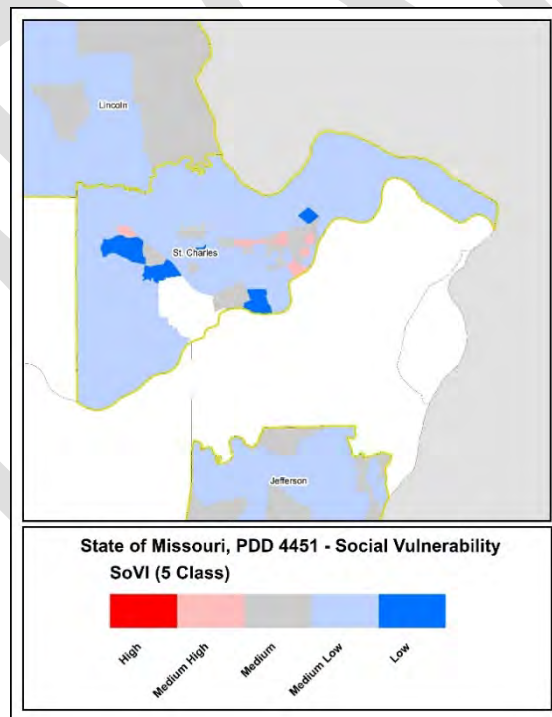 Lincoln
St. Charles
Jefferson
State of Missouri, PDD 4451 - Social Vulnerability
SoVI (5 Class)
High
Medium High
Medium
Medium Low
Low